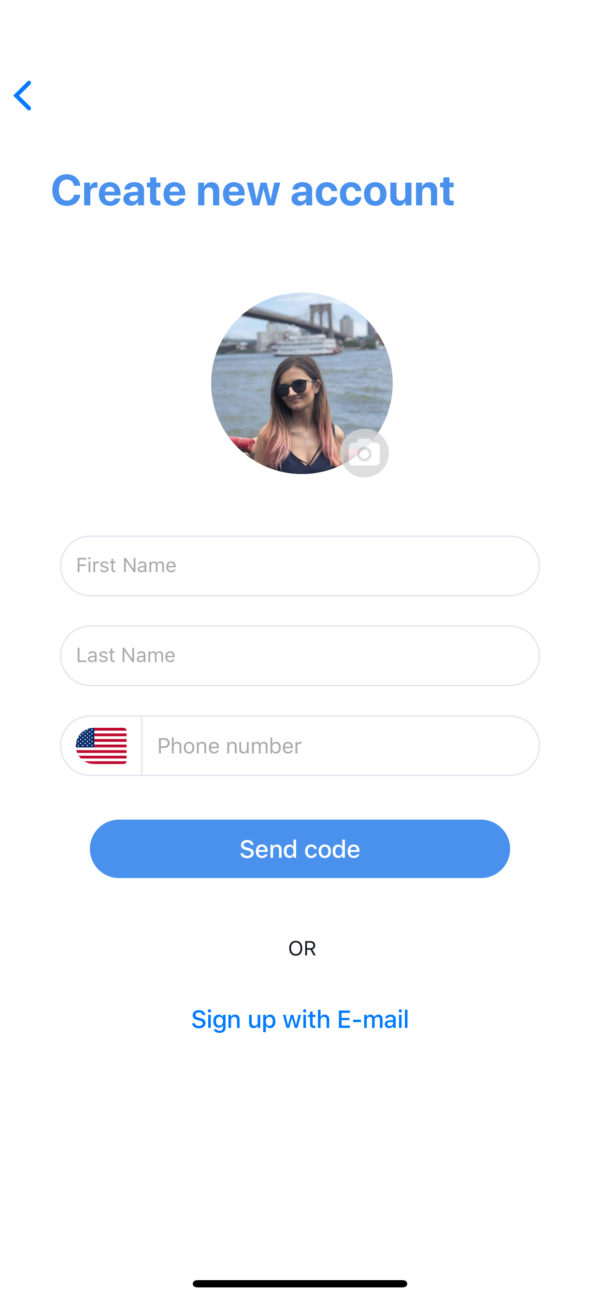 Create new account
First Name
Last Name
Phone number
Send code
OR
Sign up with E-mail